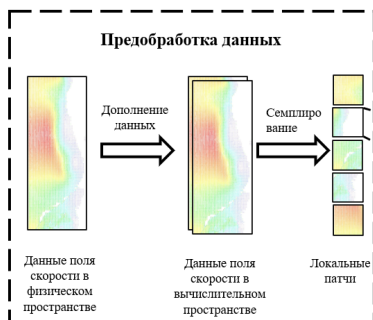 Предобработка данных
Дополнение
данных
Семплиро
вание
Данные поля
скорости в
физическом
пространстве
Данные поля
скорости в
вычислительном
пространстве
Локальные
патчи